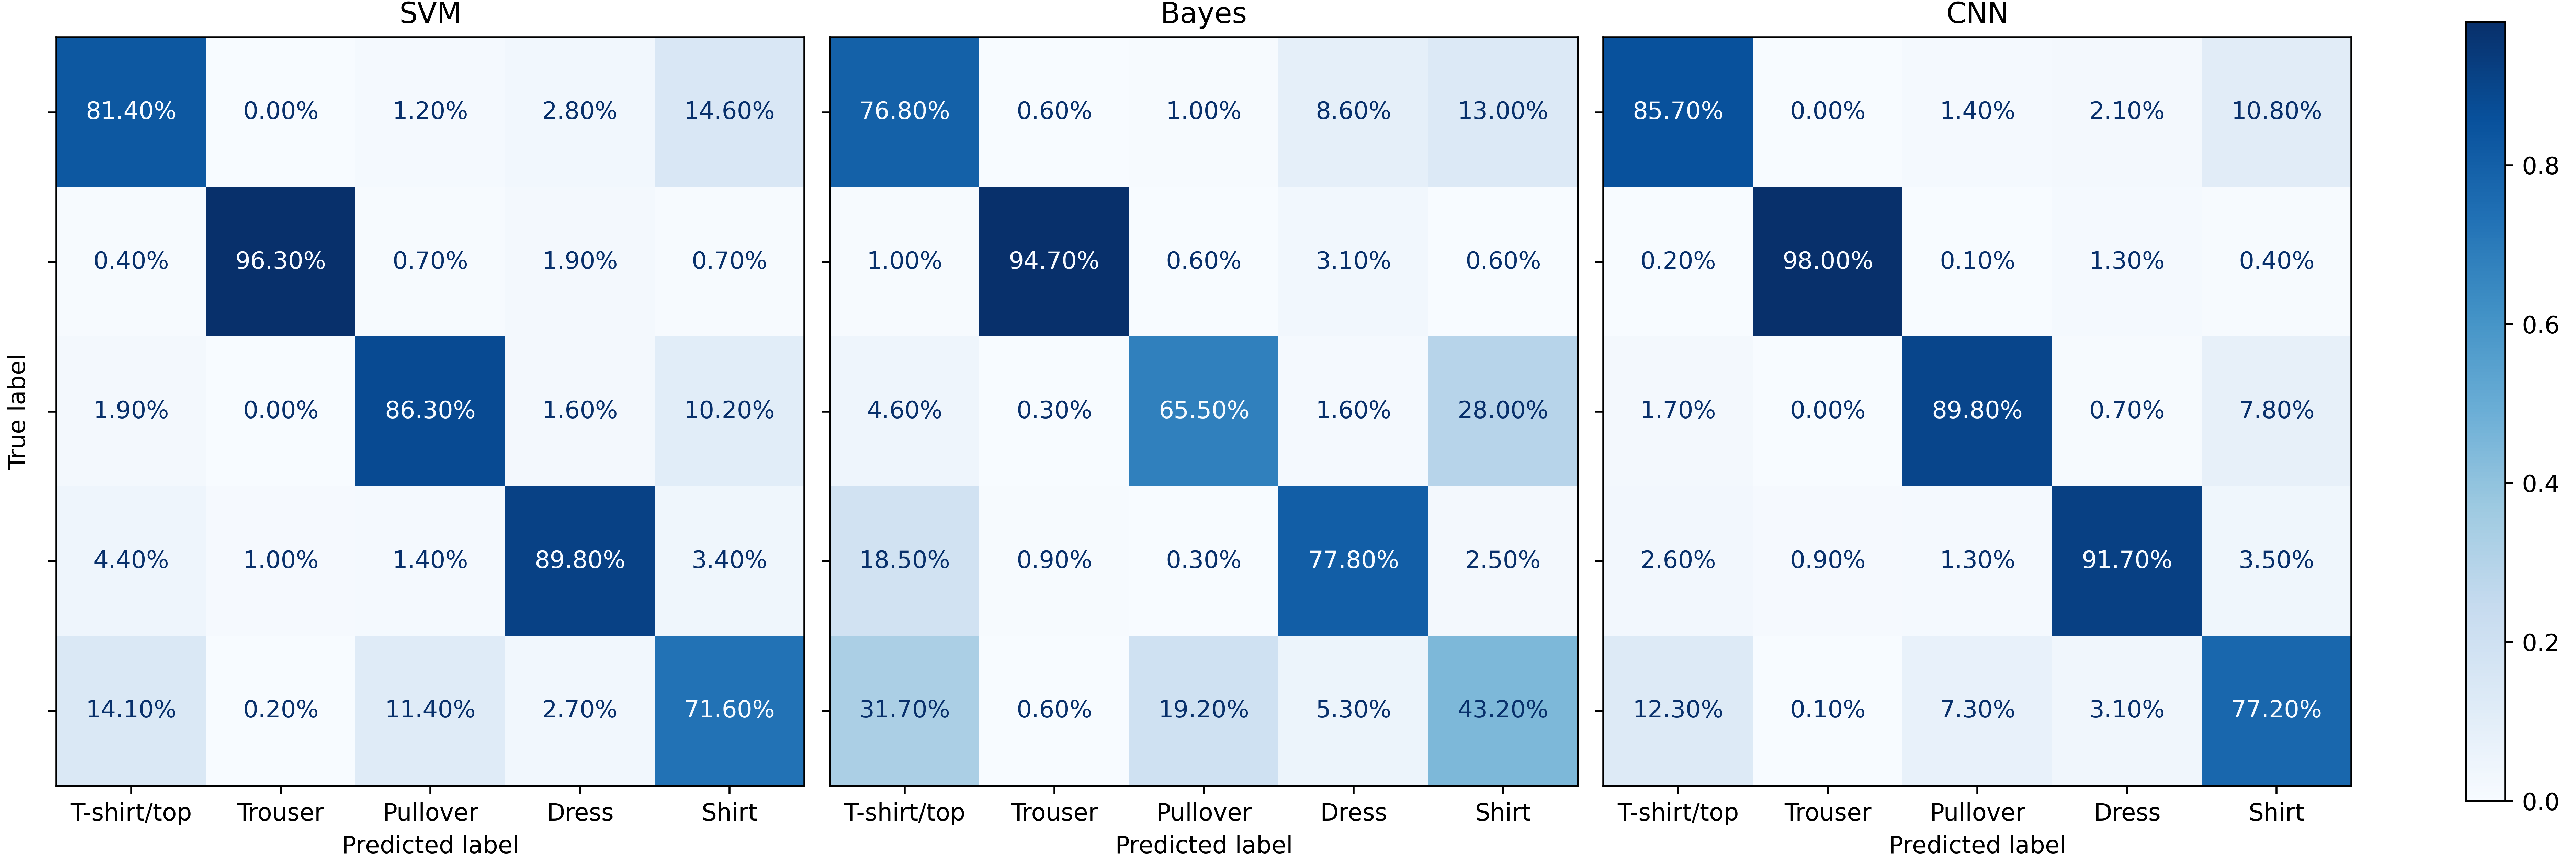 SVM Bayes CNN
81.40% 0.00% 1.20% 2.80% 14.60% 76.80% 0.60% 1.00% 8.60% 13.00% 85.70% 0.00% 1.40% 2.10% 10.80%
0.8
0.40% 96.30% 0.70% 1.90% 0.70% 1.00% 94.70% 0.60% 3.10% 0.60% 0.20% 98.00% 0.10% 1.30% 0.40%
0.6
True label
1.90% 0.00% 86.30% 1.60% 10.20% 4.60% 0.30% 65.50% 1.60% 28.00% 1.70% 0.00% 89.80% 0.70% 7.80%
0.4
4.40% 1.00% 1.40% 89.80% 3.40% 18.50% 0.90% 0.30% 77.80% 2.50% 2.60% 0.90% 1.30% 91.70% 3.50%
0.2
14.10% 0.20% 11.40% 2.70% 71.60% 31.70% 0.60% 19.20% 5.30% 43.20% 12.30% 0.10% 7.30% 3.10% 77.20%
0.0
T-shirt/top Trouser Pullover Dress Shirt T-shirt/top Trouser Pullover Dress Shirt T-shirt/top Trouser Pullover Dress Shirt
Predicted label Predicted label Predicted label